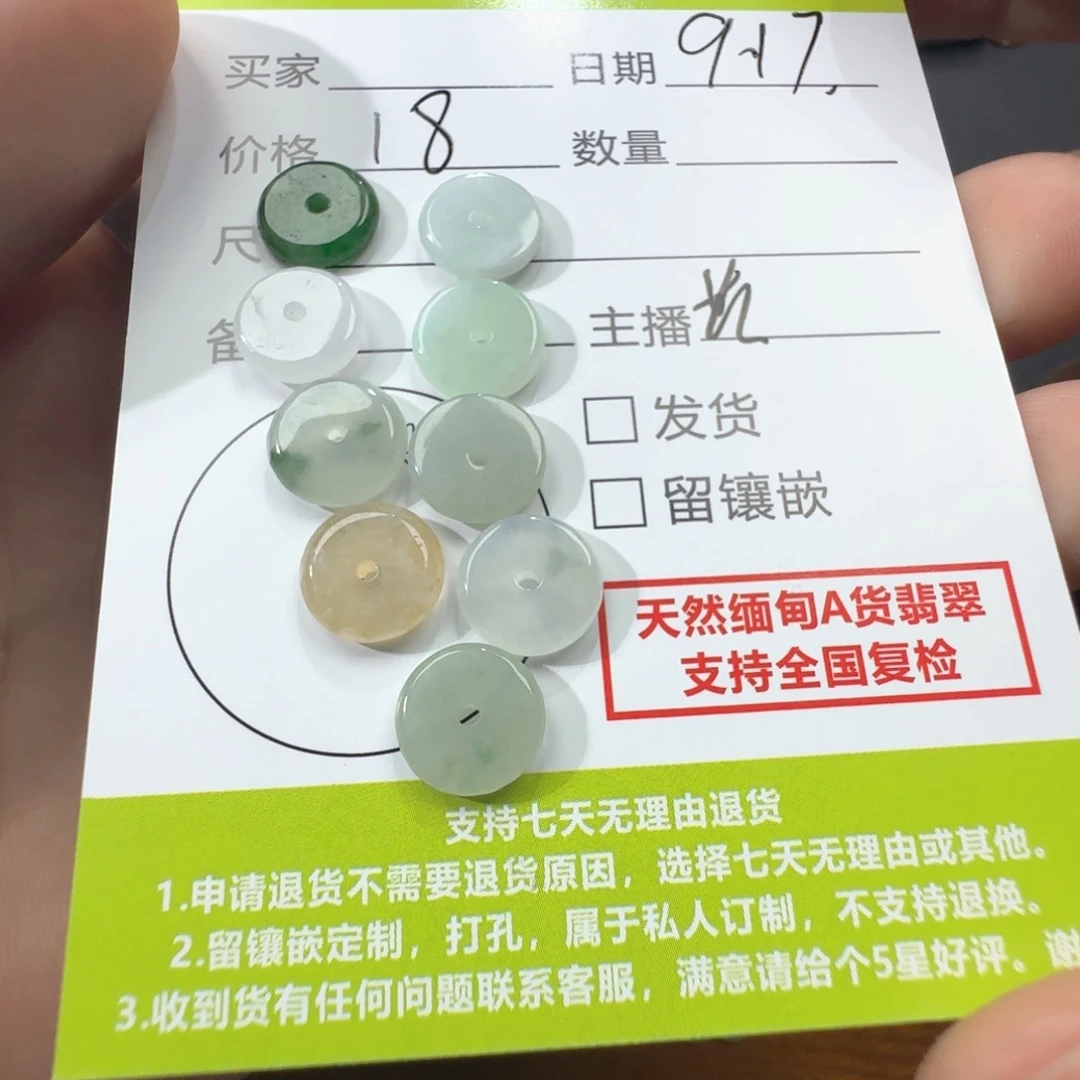 买家 日期 9.17.
价格 18 数量
尺
备 主播
发货
留镶嵌
天然缅甸A货翡翠
支持全国复检
支持七天无理由退货
1.申请退货不需要退货原因，选择七天无理由或其他。
2.留镶嵌定制，打孔，属于私人订制，不支持退换。
3.收到货有任何问题联系客服，满意请给个5星好评。谢